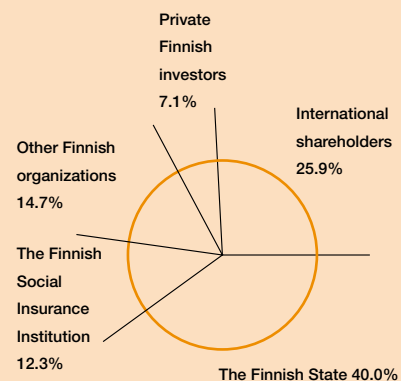 Private
Finnish
investors
7.1%
International
shareholders
25.9%
Other Finnish
organizations
14.7%
The Finnish
Social
Insurance
Institution
12.3%
The Finnish State 40.0%